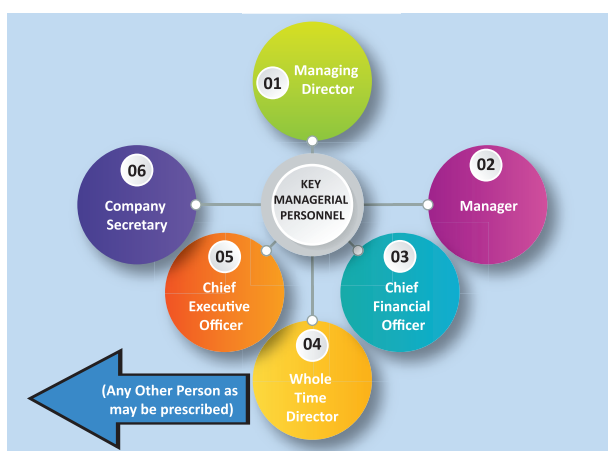 01
Managing
Director
02
Manager
03
Chief
Financial
Officer
04
Whole
Time
Director
05
Chief
Executive
Officer
06
Company
Secretary
KEY
MANAGERIAL
PERSONNEL
(Any Other Person as
may be prescribed)